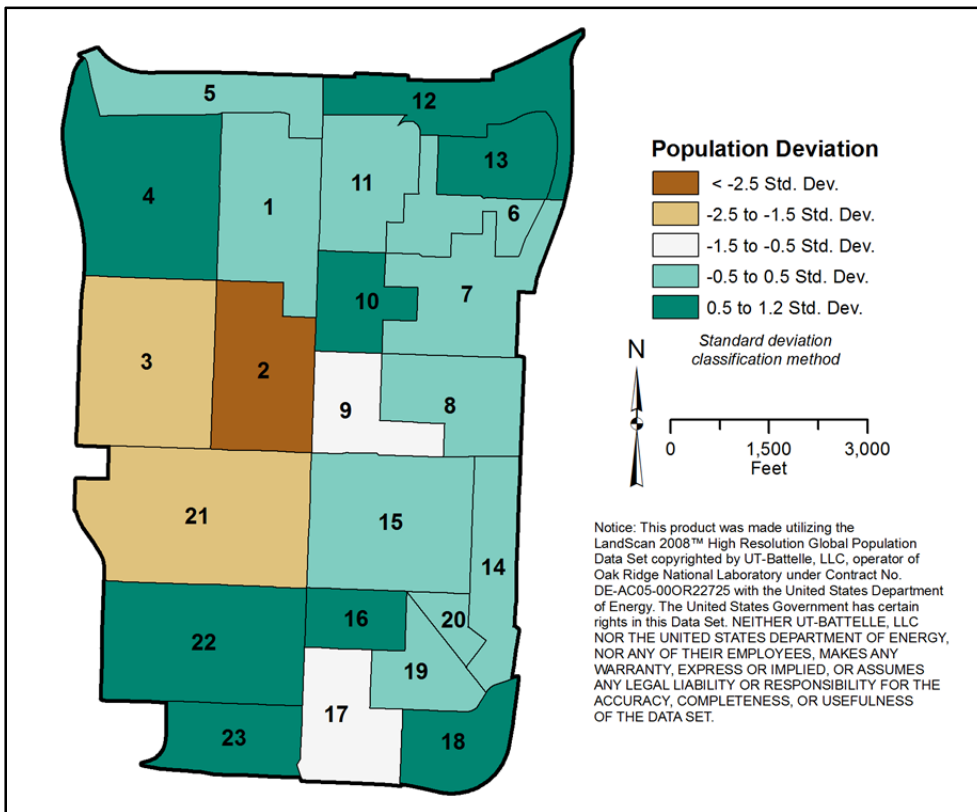 5
12
13
11
4
1
6
7
10
3
2
9
8
21
15
14
16
20
22
19
17
18
23
Population Deviation
< -2.5 Std. Dev.
-2.5 to -1.5 Std. Dev.
-1.5 to -0.5 Std. Dev.
-0.5 to 0.5 Std. Dev.
0.5 to 1.2 Std. Dev.
Standard deviation
classification method
N
0 1,500 3,000
Feet
Notice: This product was made utilizing the
LandScan 2008™ High Resolution Global Population
Data Set copyrighted by UT-Battelle, LLC, operator of
Oak Ridge National Laboratory under Contract No.
DE-AC05-00OR22725 with the United States Department
of Energy. The United States Government has certain
rights in this Data Set. NEITHER UT-BATTELLE, LLC
NOR THE UNITED STATES DEPARTMENT OF ENERGY,
NOR ANY OF THEIR EMPLOYEES, MAKES ANY
WARRANTY, EXPRESS OR IMPLIED, OR ASSUMES
ANY LEGAL LIABILITY OR RESPONSIBILITY FOR THE
ACCURACY, COMPLETENESS, OR USEFULNESS
OF THE DATA SET.